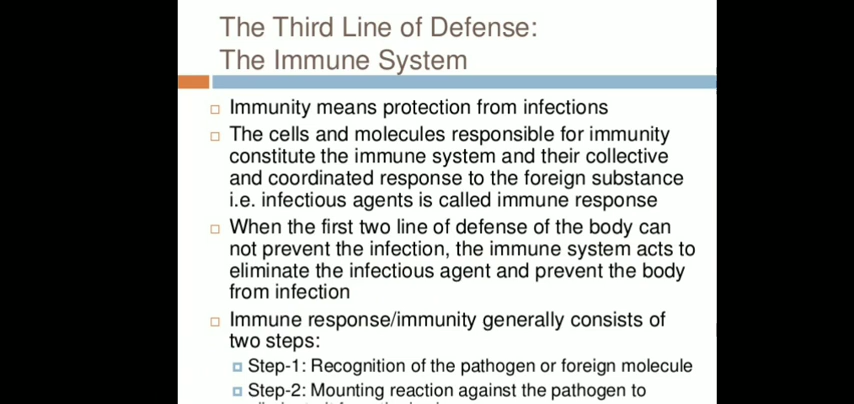 The Third Line of Defense:
The Immune System
Immunity means protection from infections
The cells and molecules responsible for immunity
constitute the immune system and their collective
and coordinated response to the foreign substance
i.e. infectious agents is called immune response
When the first two line of defense of the body can
not prevent the infection, the immune system acts to
eliminate the infectious agent and prevent the body
from infection
Immune response/immunity generally consists of
two steps:
Step-1: Recognition of the pathogen or foreign molecule
Step-2: Mounting reaction against the pathogen to